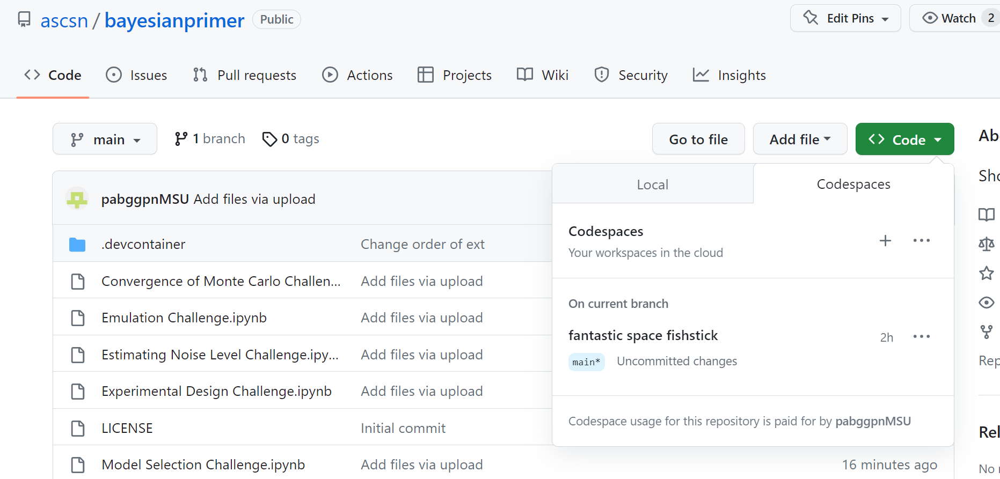 ascsn / bayesianprimer Public Edit Pins Watch 2
Code Issues Pull requests Actions Projects Wiki Security Insights
main 1 branch 0 tags Go to file Add file Code
pabggpnMSU Add files via upload
.devcontainer Change order of ext
Convergence of Monte Carlo Challen... Add files via upload
Emulation Challenge.ipynb Add files via upload
Estimating Noise Level Challenge.ipy... Add files via upload
Experimental Design Challenge.ipynb Add files via upload
LICENSE Initial commit
Model Selection Challenge.ipynb Add files via upload 16 minutes ago
Local Codespaces
Codespaces
Your workspaces in the cloud
On current branch
fantastic space fishstick 2h
main* Uncommitted changes
Codespace usage for this repository is paid for by pabggpnMSU
Rep
Rel
No